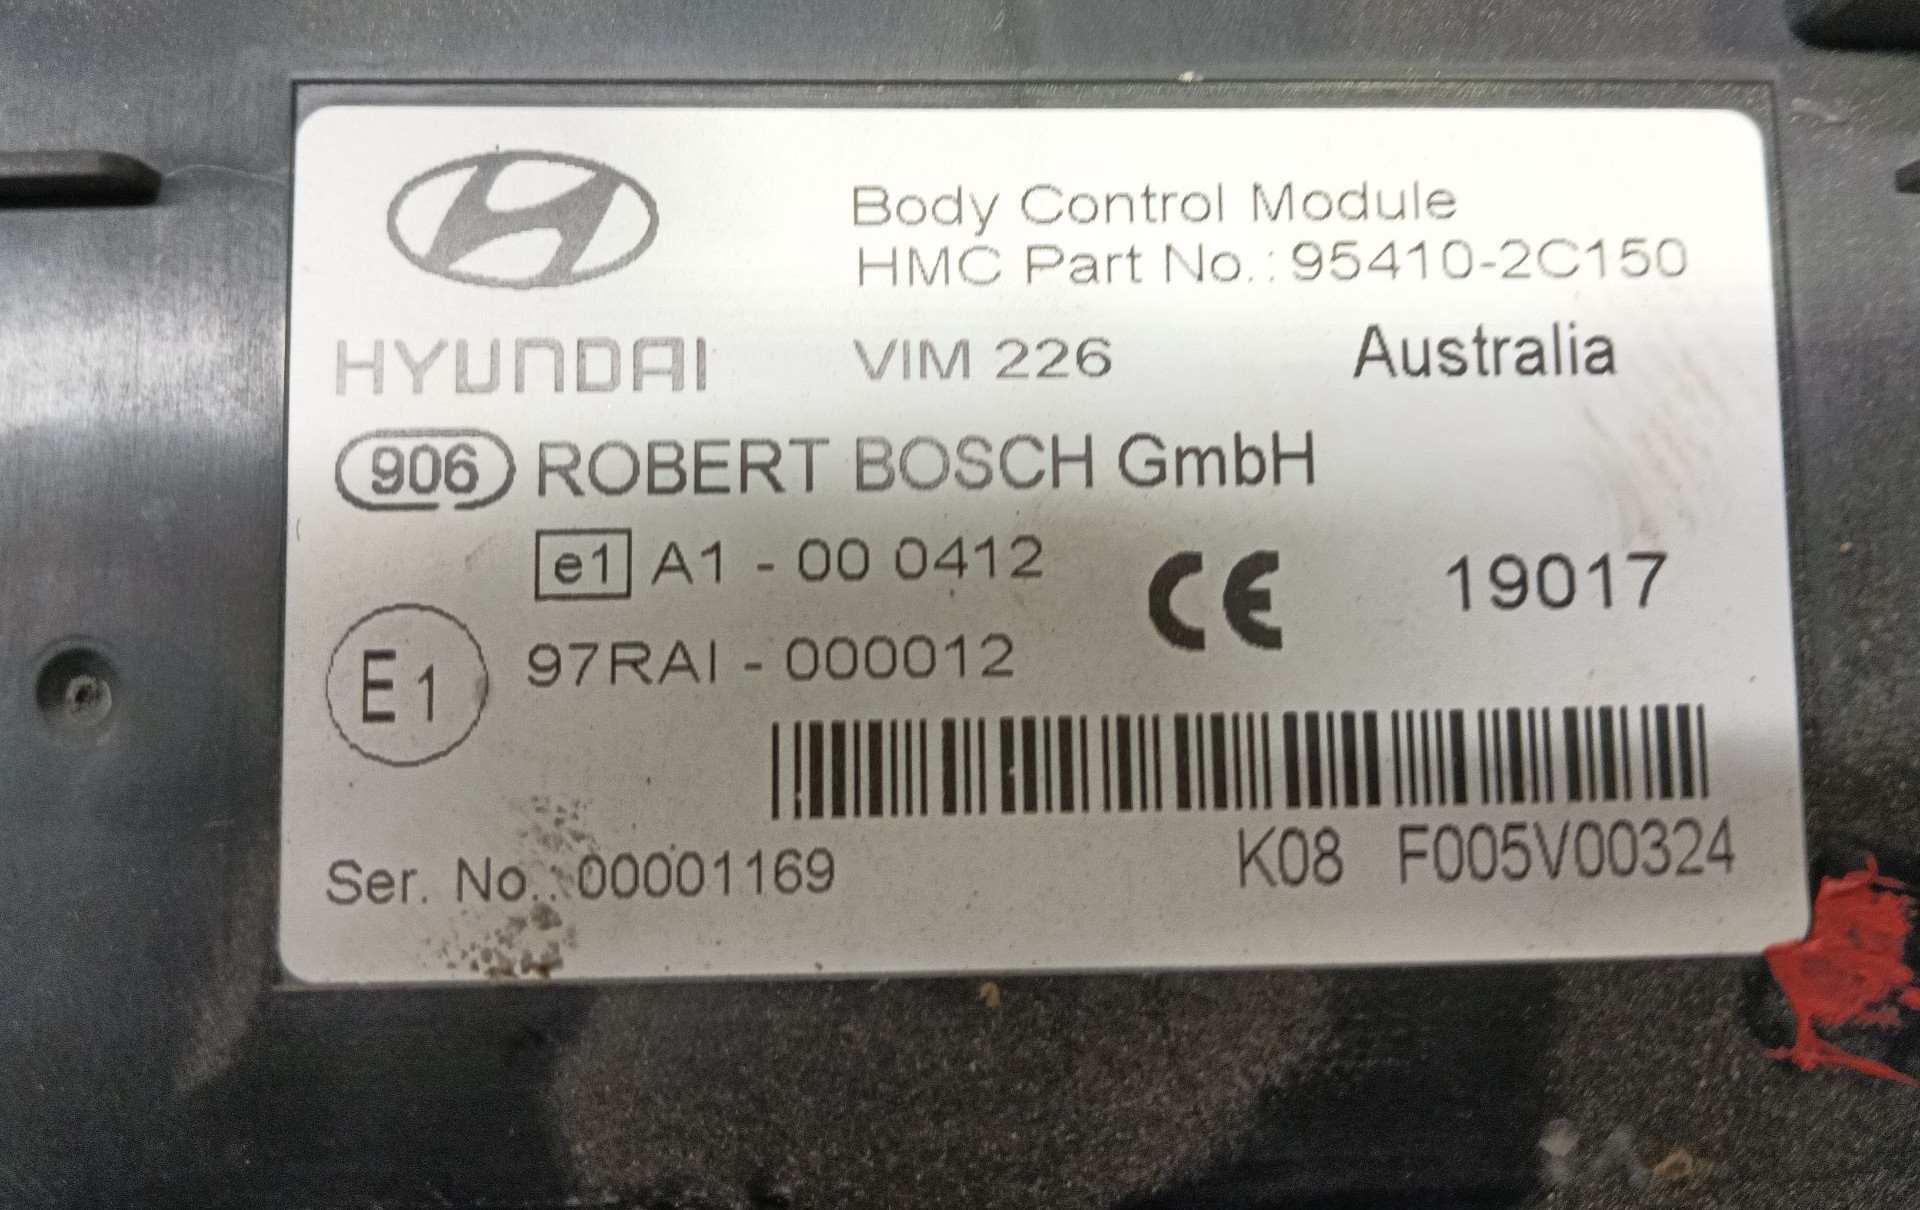 Body Control Module
HMC Part No.: 95410-2C150
HYUNDAI VIM 226 Australia
906 ROBERT BOSCH GmbH
e1 A1 - 00 0412
CE 19017
E1 97RAI - 000012
Ser. No.: 00001169 K08 F005V00324